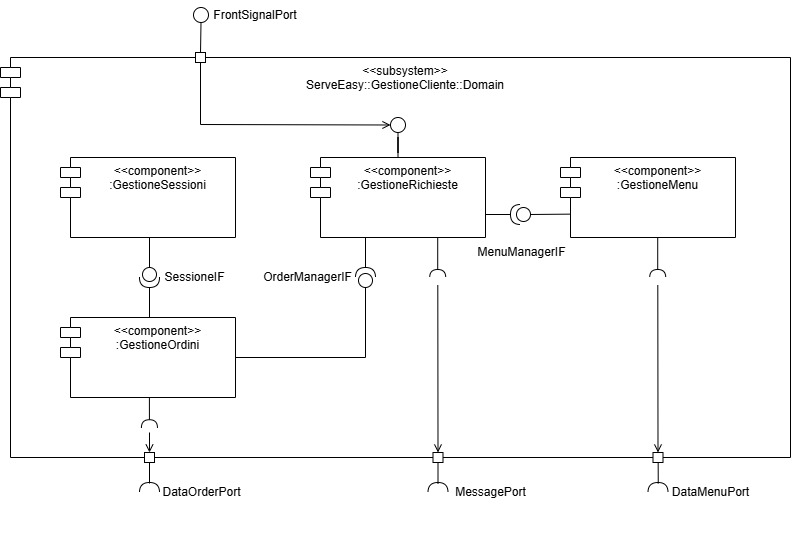 FrontSignalPort
<<subsystem>>
ServeEasy::GestioneCliente::Domain
<<component>>
:GestioneSessioni
<<component>>
:GestioneRichieste
<<component>>
:GestioneMenu
MenuManagerIF
SessioneIF
OrderManagerIF
<<component>>
:GestioneOrdini
DataOrderPort
MessagePort
DataMenuPort